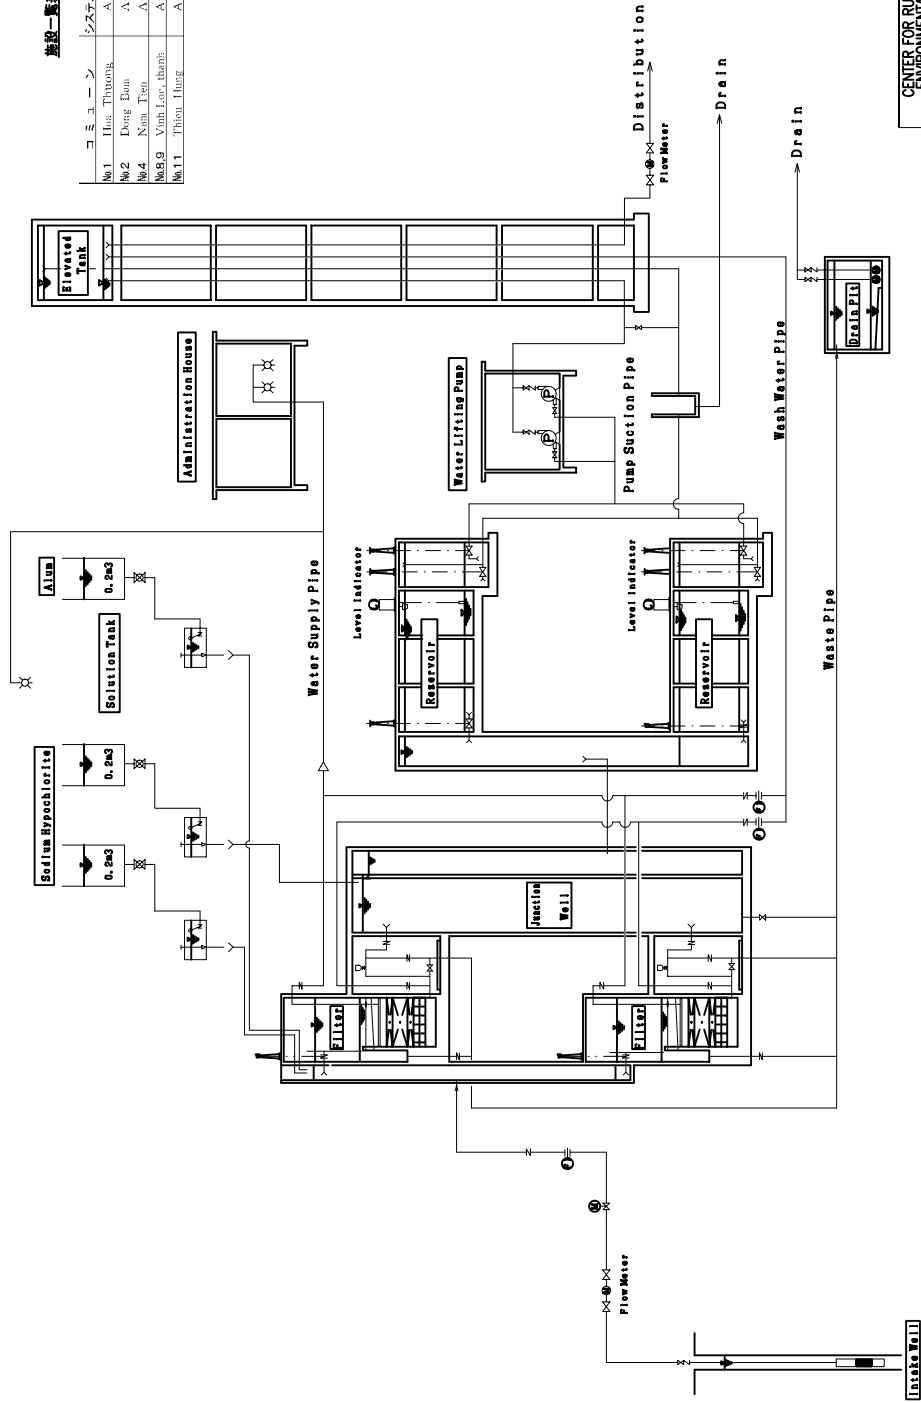 施設一覧
コミューン システ
No.1 Hoa Thuong A
No.2 Dong Bam A
No.4 Nam Tien A
No.8,9 Vinh Loc, thanh A
No.11 Thieu Hung A
CENTER FOR RU
ENVIRONMENTA
Elevated
Tank
Distribution
Flow Meter
Drain
Drain
Drain Pit
Administration House
Water Lifting Pump
P
P
Pump Suction Pipe
Wash Water Pipe
Alum
0.2m3
Solution Tank
Sodium Hypochlorite
0.2m3
0.2m3
Water Supply Pipe
Level Indicator
Reservoir
Level Indicator
Reservoir
Waste Pipe
Junction
Well
Filter
Filter
P
P
P
M
M
Flow Meter
Intake Well